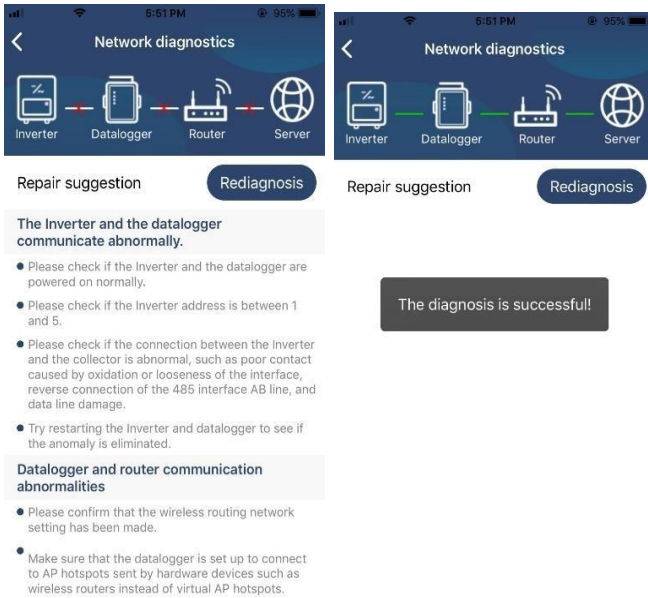 5:51 PM
95%
Network diagnostics
Inverter
Datalogger
Router
Server
Repair suggestion
Rediagnosis
The Inverter and the datalogger
communicate abnormally.
Please check if the Inverter and the datalogger are
powered on normally.
Please check if the Inverter address is between 1
and 5.
Please check if the connection between the Inverter
and the collector is abnormal, such as poor contact
caused by oxidation or looseness of the interface,
reverse connection of the 485 interface AB line, and
data line damage.
Try restarting the Inverter and datalogger to see if
the anomaly is eliminated.
Datalogger and router communication
abnormalities
Please confirm that the wireless routing network
setting has been made.
Make sure that the datalogger is set up to connect
to AP hotspots sent by hardware devices such as
wireless routers instead of virtual AP hotspots.
5:51 PM
95%
Network diagnostics
Inverter
Datalogger
Router
Server
Repair suggestion
Rediagnosis
The diagnosis is successful!